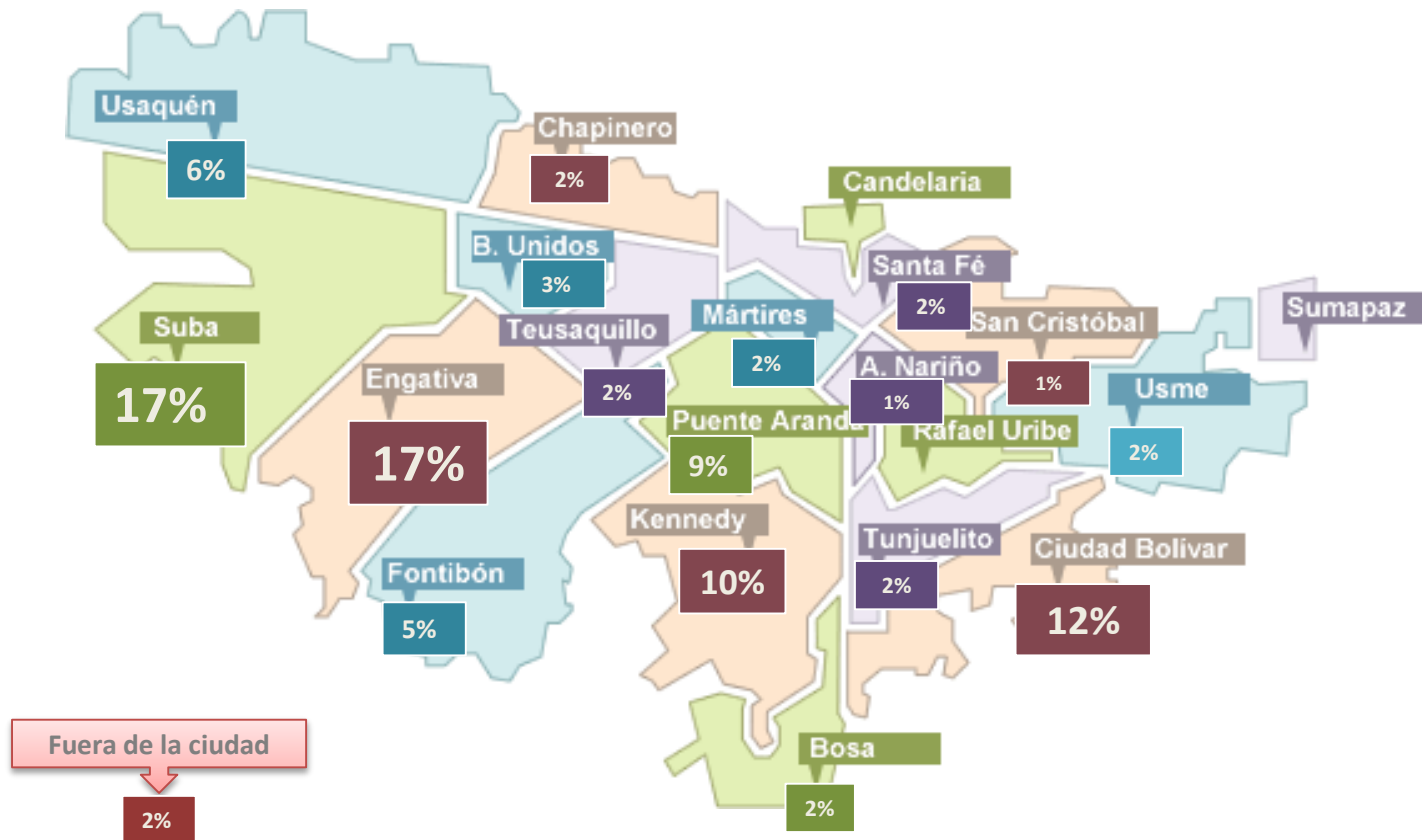 Usaquén
6%
Chapinero
2%
Candelaria
B. Unidos
3%
Santa Fé
2%
Sumapaz
Suba
17%
Teusaquillo
2%
Mártires
2%
San Cristóbal
1%
Engativa
17%
A. Nariño
1%
Usme
2%
Puente Aranda
9%
Rafael Uribe
Kennedy
10%
Tunjuelito
2%
Ciudad Bolívar
12%
Fontibón
5%
Fuera de la ciudad
2%
Bosa
2%